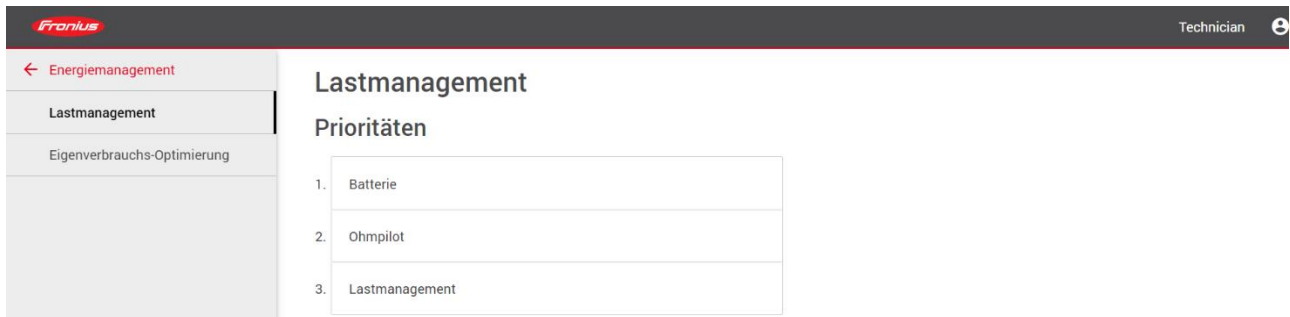 Fronius
Technician
Energiemanagement
Lastmanagement
Eigenverbrauchs-Optimierung
Lastmanagement
Prioritäten
1. Batterie
2. Ohmpilot
3. Lastmanagement